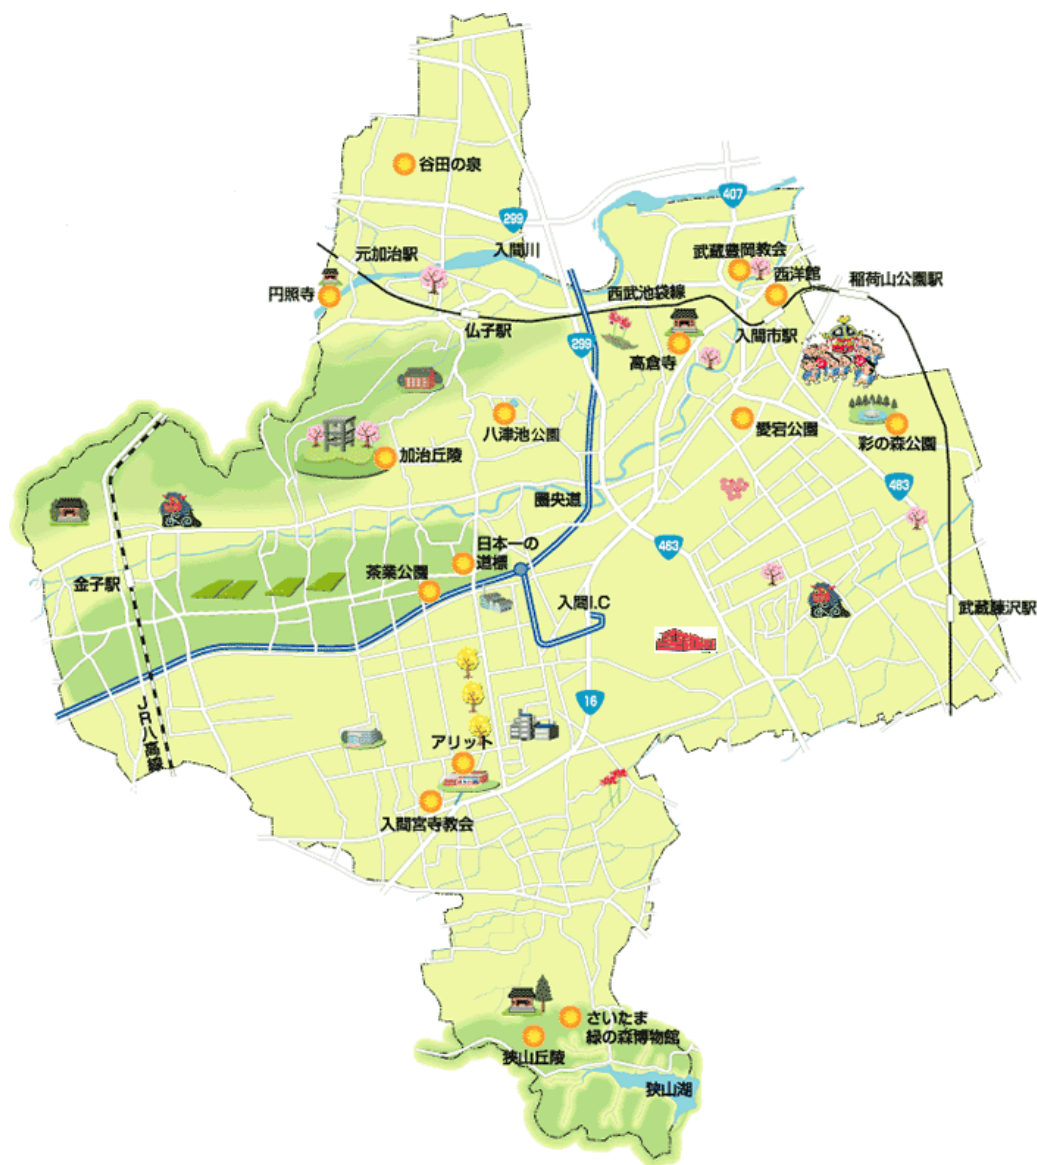 谷田の泉
407
299
入間川
元加治駅
武蔵豊岡教会
西洋館
稲荷山公園駅
円照寺
西武池袋線
仏子駅
入間市駅
299
高倉寺
八津池公園
愛宕公園
彩の森公園
加治丘陵
463
圏央道
日本一の
道標
463
茶業公園
金子駅
入間I.C
武蔵藤沢駅
16
JR八高線
アリット
入間宮寺教会
さいたま
緑の森博物館
狭山丘陵
狭山湖